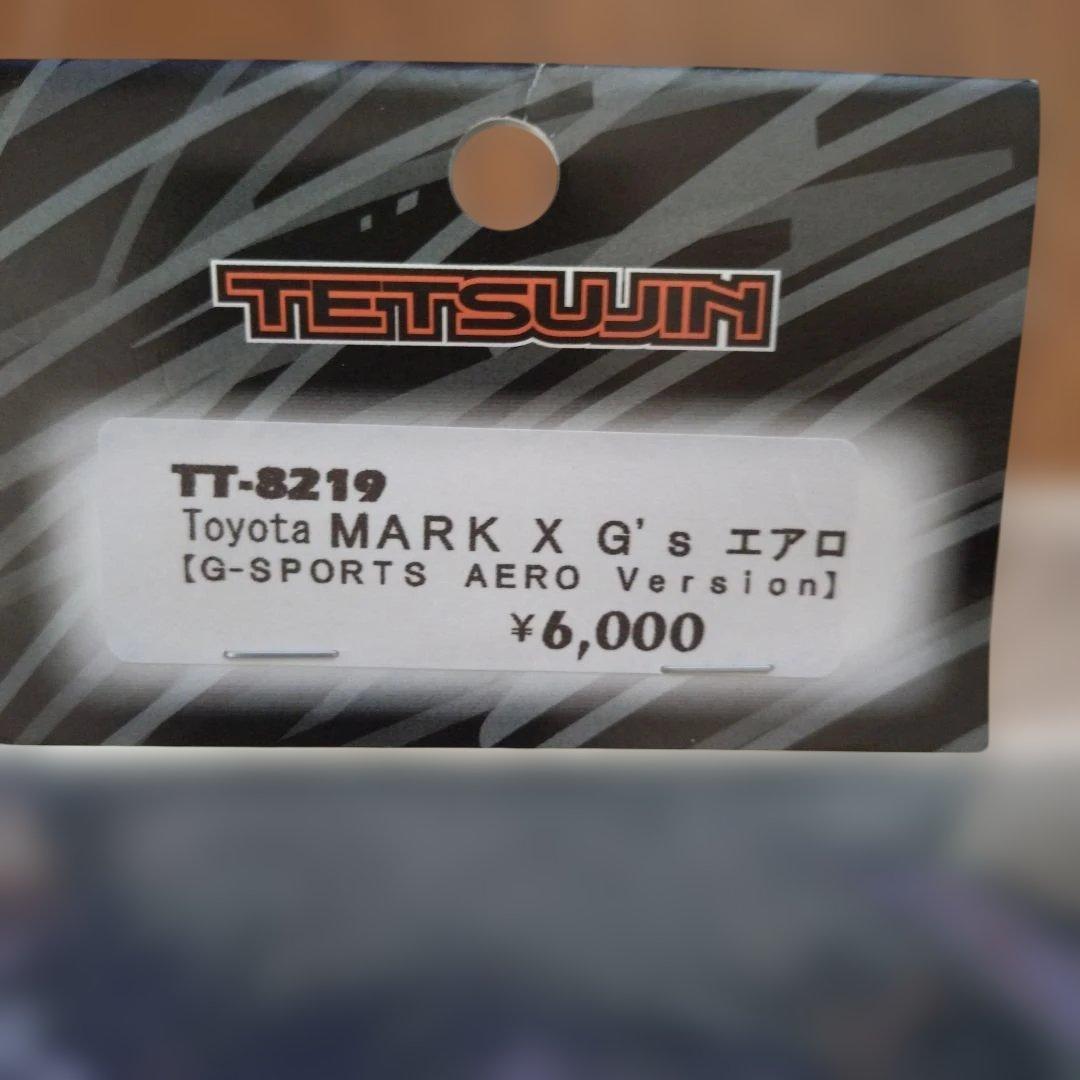 TETSUJIN
TT-8219
Toyota MARK X G's エアロ
【G-SPORTS AERO Version】
¥6,000